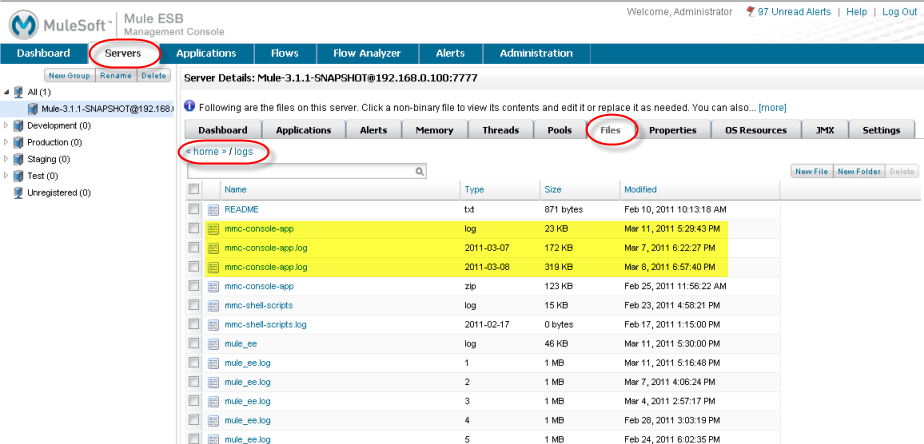 MuleSoft™ Mule ESB Management Console
Welcome, Administrator 97 Unread Alerts | Help | Log Out
Dashboard Servers Applications Flows Flow Analyzer Alerts Administration
New Group Rename Delete
All (1)
Mule-3.1.1-SNAPSHOT@192.168.0
Development (0)
Production (0)
Staging (0)
Test (0)
Unregistered (0)
Server Details: Mule-3.1.1-SNAPSHOT@192.168.0.100:7777
Following are the files on this server. Click a non-binary file to view its contents and edit it or replace it as needed. You can also... [more]
Dashboard Applications Alerts Memory Threads Pools Files Properties OS Resources JMX Settings
< home > / logs
New File New Folder Delete
Name Type Size Modified
README txt 871 bytes Feb 10, 2011 10:13:18 AM
mmc-console-app log 23 KB Mar 11, 2011 5:29:43 PM
mmc-console-app.log 2011-03-07 172 KB Mar 7, 2011 6:22:27 PM
mmc-console-app.log 2011-03-08 319 KB Mar 8, 2011 6:57:40 PM
mmc-console-app zip 123 KB Feb 25, 2011 11:56:22 AM
mmc-shell-scripts log 15 KB Feb 23, 2011 4:58:21 PM
mmc-shell-scripts.log 2011-02-17 0 bytes Feb 17, 2011 1:15:00 PM
mule_ee log 46 KB Mar 11, 2011 5:30:00 PM
mule_ee.log 1 1 MB Mar 11, 2011 5:16:48 PM
mule_ee.log 2 1 MB Mar 7, 2011 4:06:24 PM
mule_ee.log 3 1 MB Mar 4, 2011 2:57:17 PM
mule_ee.log 4 1 MB Feb 28, 2011 3:03:19 PM
mule_ee.log 5 1 MB Feb 24, 2011 6:02:35 PM